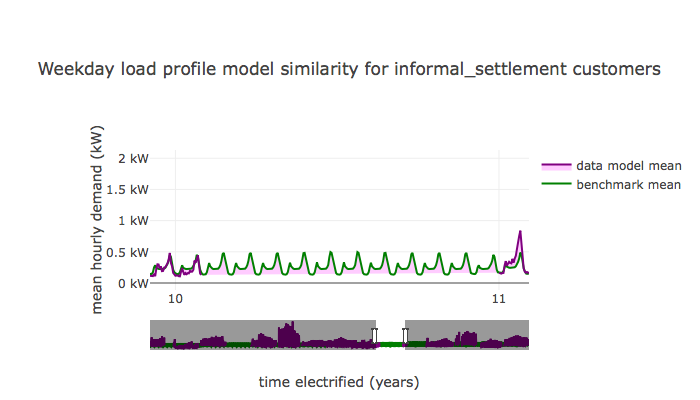 Weekday load profile model similarity for informal_settlement customers
mean hourly demand (kW)
2 kW
1.5 kW
1 kW
0.5 kW
0 kW
10
11
data model mean
benchmark mean
time electrified (years)